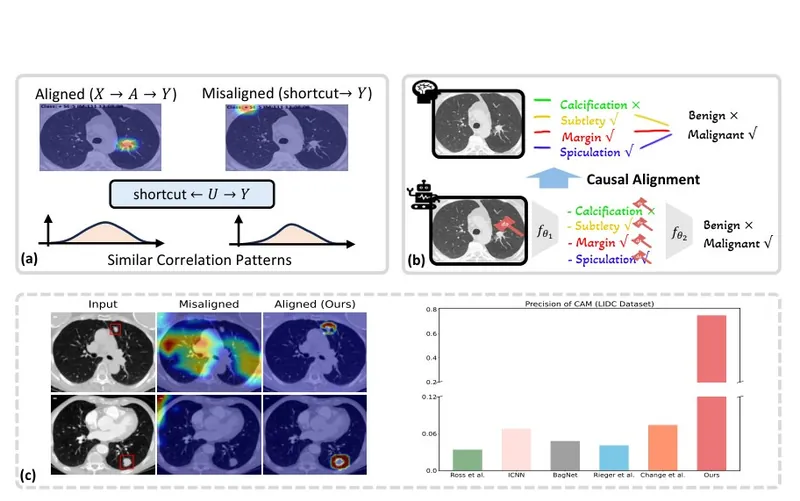 Aligned (𝑋 → 𝐴 → 𝑌)
Misaligned (shortcut→ 𝑌)
shortcut ← 𝑈 → 𝑌
(a)
Similar Correlation Patterns
Calcification ×
Subtlety √
Margin √
Spiculation √
Benign ×
Malignant √
Causal Alignment
𝑓θ₁
- Calcification ×
- Subtlety √
- Margin √
- Spiculation √
𝑓θ₂
Benign ×
Malignant √
(b)
Input
Misaligned
Aligned (Ours)
(c)
Precision of CAM (LIDC Dataset)
0.8
0.6
0.4
0.2
0.12
0.06
0.0
Ross et al.
ICNN
BagNet
Rieger et al.
Change et al.
Ours